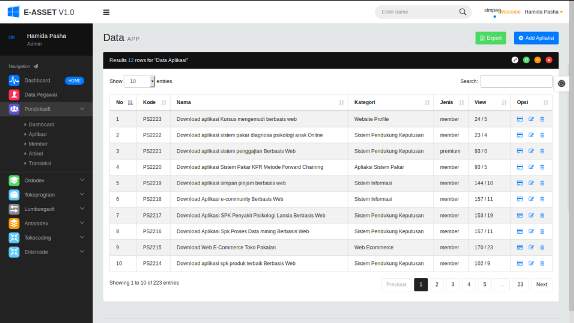 E-ASSET V1.0
Enter name
simpen
Welcome : Hamida Pasha
Hamida Pasha
Admin
Navigation
Dashboard HOME
Data Pegawai
Pondoksoft
Dashboard
Aplikasi
Member
Artikel
Transaksi
Ordodev
Tokoprogram
Lumbungsoft
Antvradev
Tokocoding
Entercode
Data APP
Export
Add Apliaksi
Results 12 rows for "Data Aplikasi"
Show 10 entries
Search:
No Kode Nama Kategori Jenis View Opsi
1 PS2223 Download aplikasi Kursus mengemudi berbasis web Website Profile member 24 / 5
2 PS2222 Download aplikasi sistem pakar diagnosa psikologi anak Online Sistem Pendukung Keputusan member 23 / 4
3 PS2221 Download aplikasi sistem penggajian Berbasis Web Sistem Pendukung Keputusan premium 93 / 0
4 PS2220 Download aplikasi Sistem Pakar KPR Metode Forward Chaining Apliaksi Sistem Pakar member 93 / 5
5 PS2219 Download aplikasi simpan pinjam berbasis web Sistem Informasi member 144 / 10
6 PS2218 Download Aplikasi e-community Berbasis Web Sistem Informasi member 157 / 11
7 PS2217 Download Aplikasi SPK Penyakit Pisikologi Lansia Berbasis Web Sistem Pendukung Keputusan member 153 / 19
8 PS2216 Download Aplikasi Spk Proses Data mining Berbasis Web Sistem Pendukung Keputusan member 157 / 11
9 PS2215 Download Web E-Commerce Toko Pakaian Web Ecommerce member 170 / 23
10 PS2214 Download aplikasi spk produk terbaik Berbasis Web Sistem Pendukung Keputusan member 102 / 9
Showing 1 to 10 of 223 entries
Previous 1 2 3 4 5 ... 23 Next